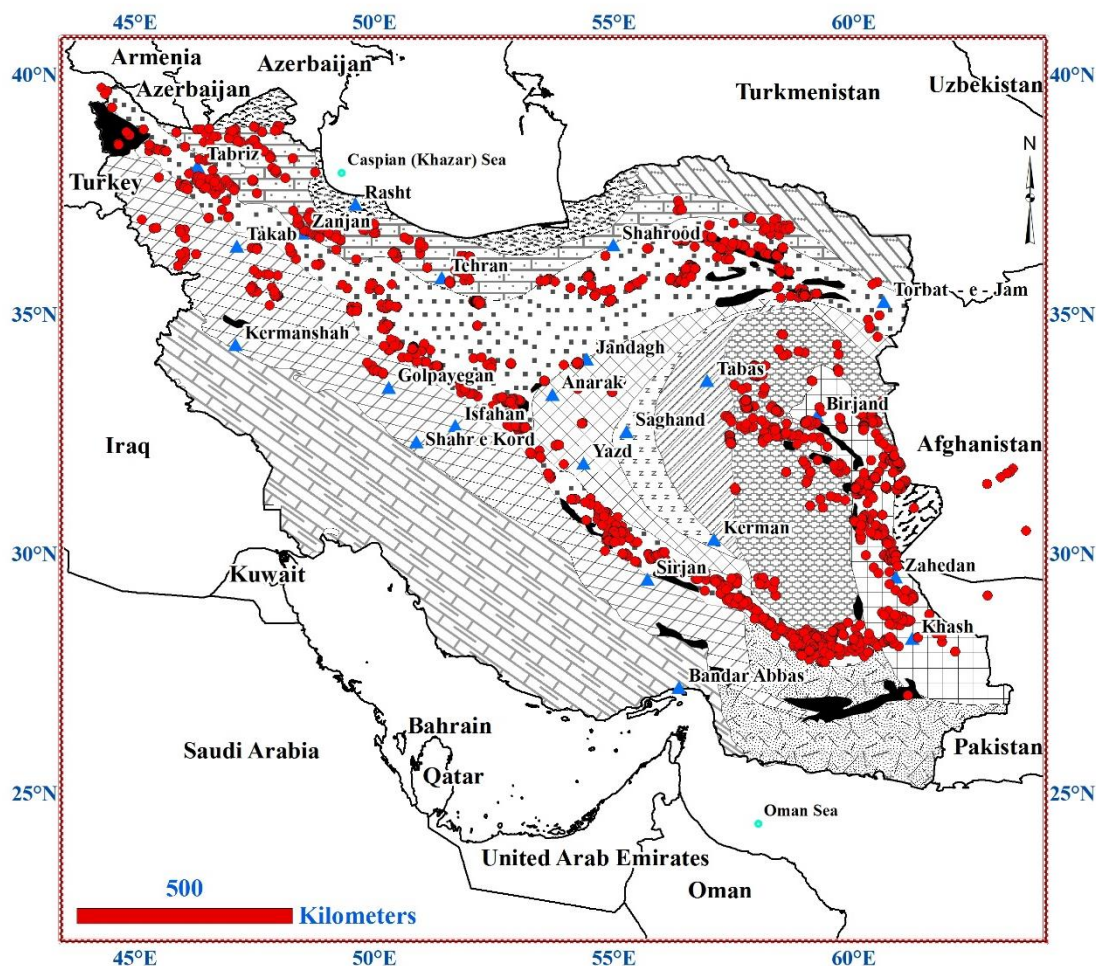 45°E 50°E 55°E 60°E
40°N 40°N
Armenia
Azerbaijan
Azerbaijan
Turkmenistan
Uzbekistan
N
Tabriz
Caspian (Khazar) Sea
Turkey
Rasht
Takab
Zanjan
Shahrood
Tehran
Torbat - e - Jam
35°N 35°N
Kermanshah
Jandagh
Golpayegan
Anarak
Tabas
Birjand
Isfahan
Saghand
Iraq
Shahr e Kord
Yazd
Afghanistan
Kerman
30°N 30°N
Kuwait
Sirjan
Zahedan
Khash
Bandar Abbas
Bahrain
Saudi Arabia
Pakistan
Qatar
25°N 25°N
Oman Sea
United Arab Emirates
Oman
500
Kilometers
45°E 50°E 55°E 60°E